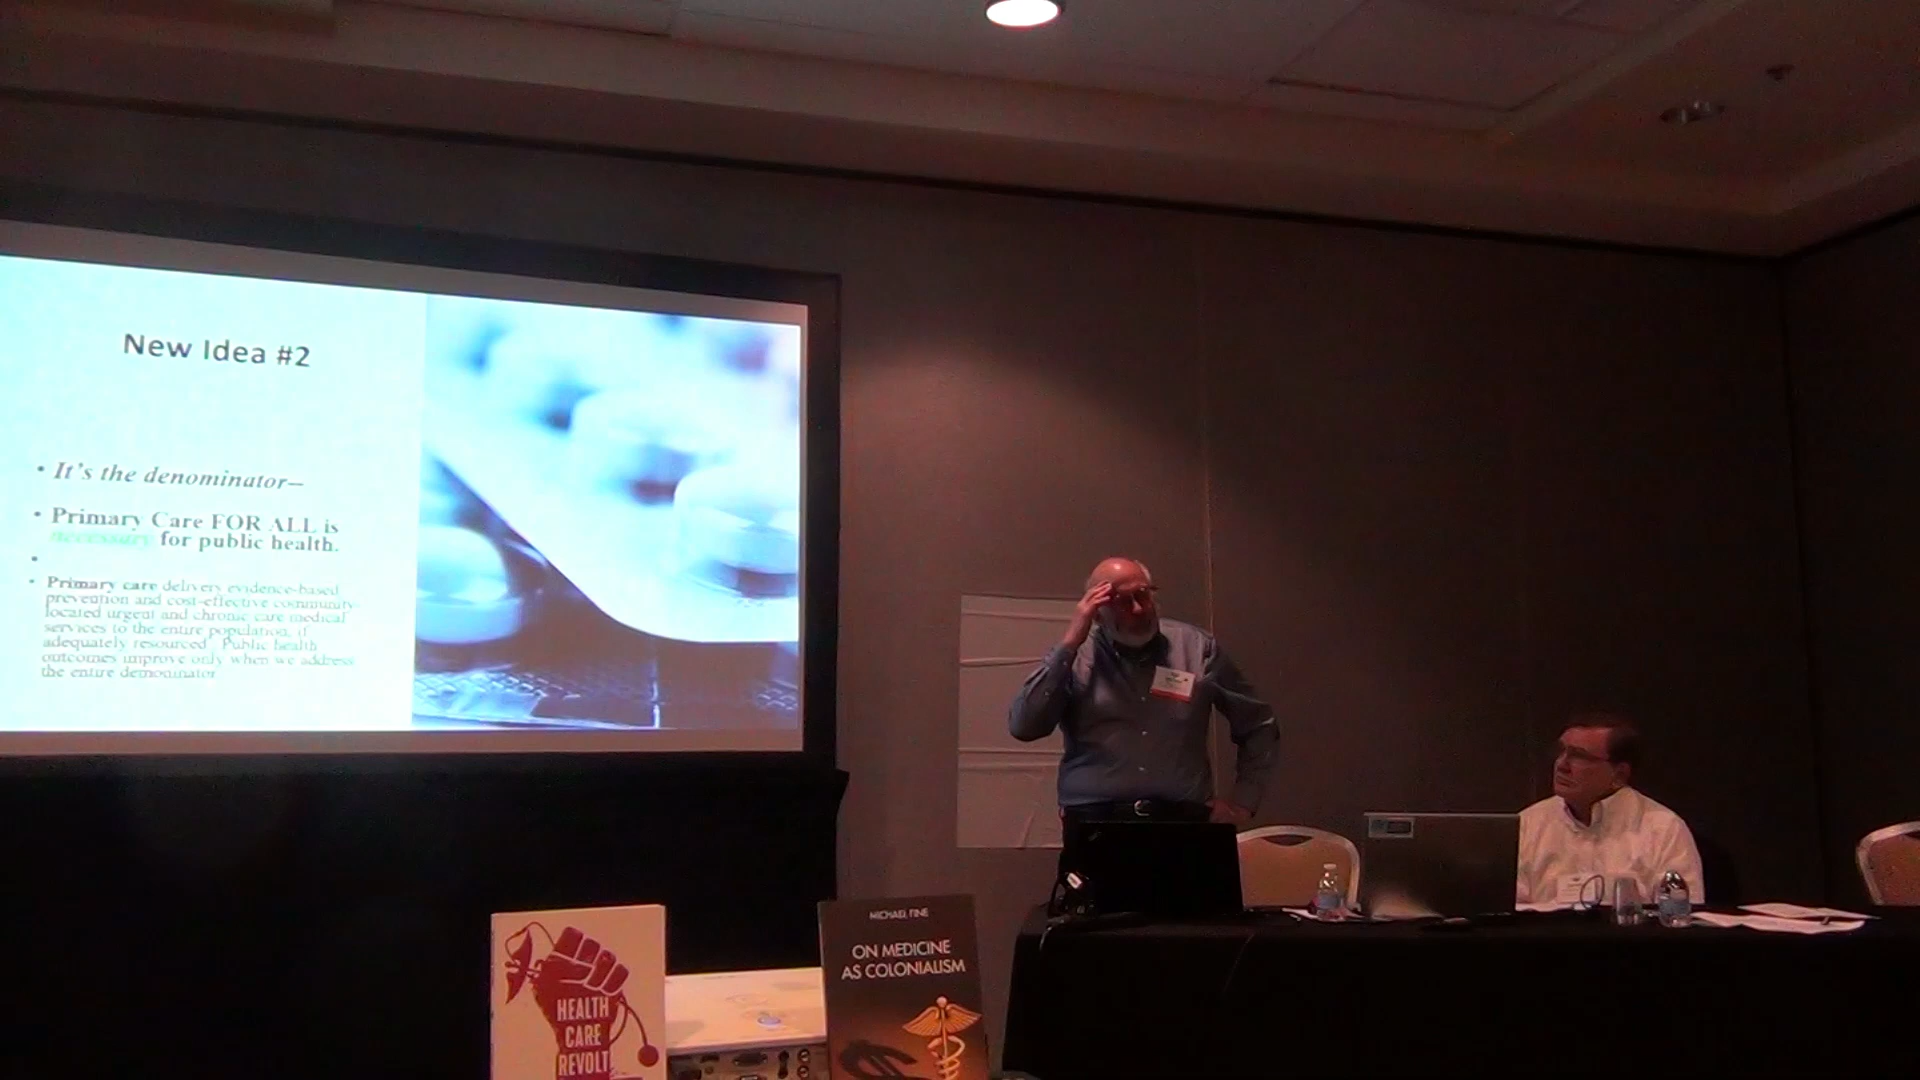 New Idea #2
• It's the denominator—
• Primary Care FOR ALL is
necessary for public health.
•
• Primary care delivery evidence-based
prevention and cost-effective community-
located urgent and chronic care medical
services to the entire population, if
adequately resourced. Public health
outcomes improve only when we address
the entire denominator
HEALTH
CARE
REVOLT
MICHAEL FINE
ON MEDICINE
AS COLONIALISM